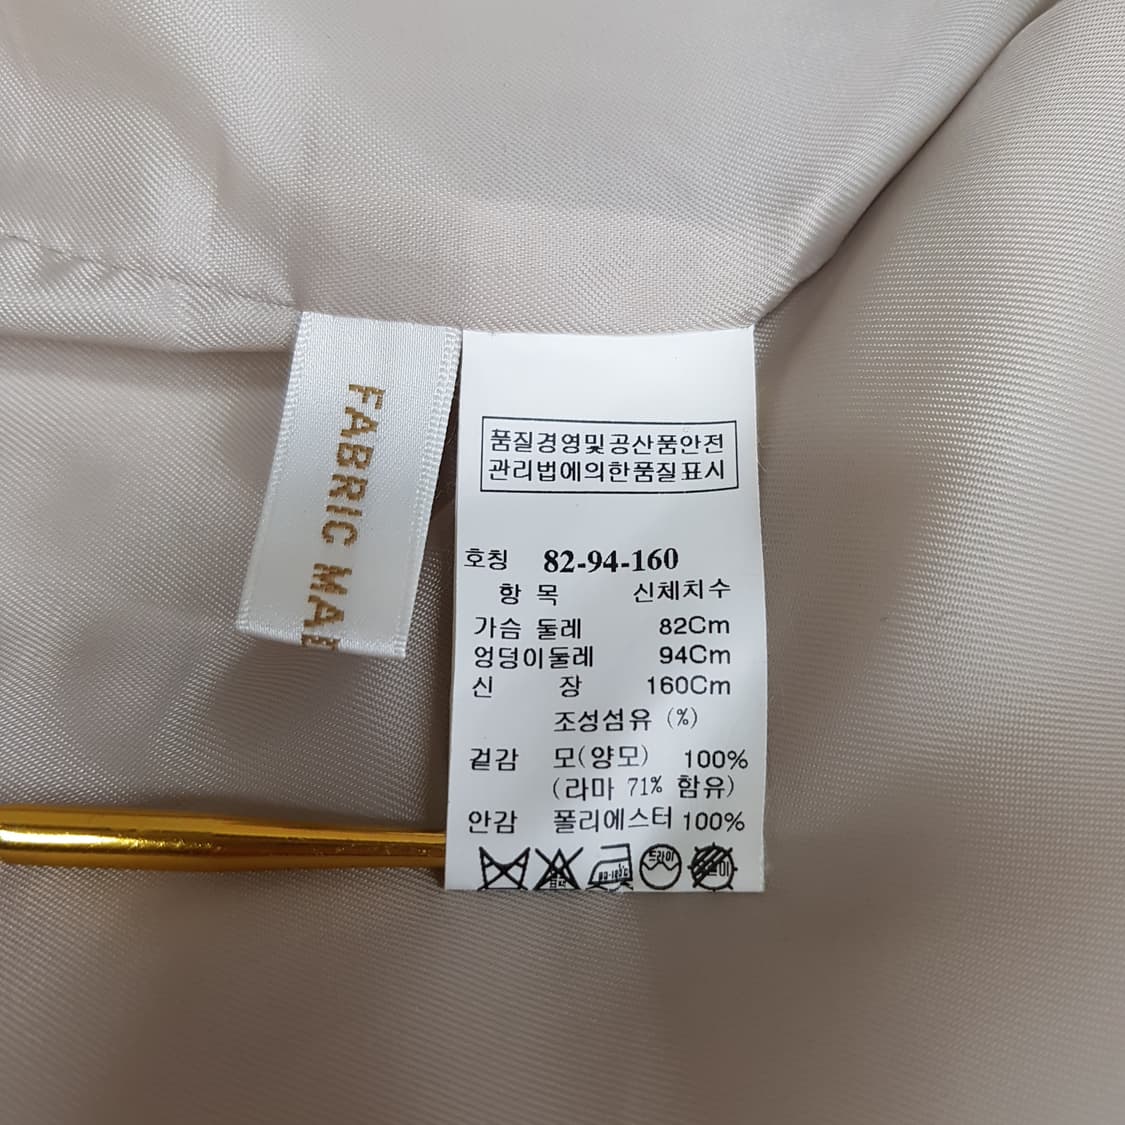 FABRIC MA
품질경영및공산품안전
관리법에의한품질표시
호칭 82-94-160
항 목 신체치수
가슴 둘레 82Cm
엉덩이둘레 94Cm
신 장 160Cm
조성섬유 (%)
겉감 모(양모) 100%
(라마 71% 함유)
안감 폴리에스터 100%
드라이